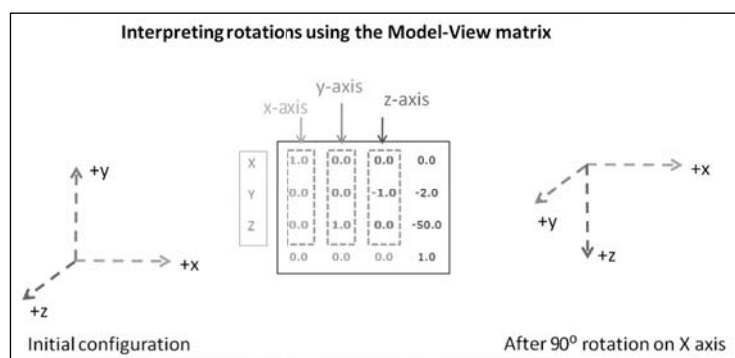 Interpreting rotations using the Model-View matrix
y-axis
x-axis
z-axis
X 1.0 0.0 0.0 0.0
Y 0.0 0.0 -1.0 -2.0
Z 0.0 1.0 0.0 -50.0
0.0 0.0 0.0 1.0
+y
+x
+z
+x
+y
+z
Initial configuration
After 90⁰ rotation on X axis